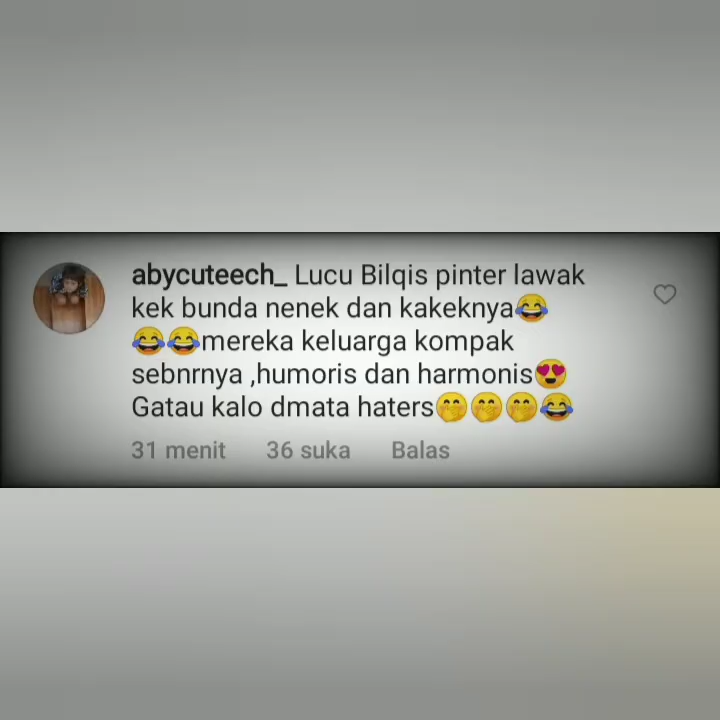 abycuteech_ Lucu Bilqis pinter lawak
kek bunda nenek dan kakeknya😂
😂😂mereka keluarga kompak
sebnrnya ,humoris dan harmonis😍
Gatau kalo dmata haters🤭🤭🤭😂
31 menit 36 suka Balas